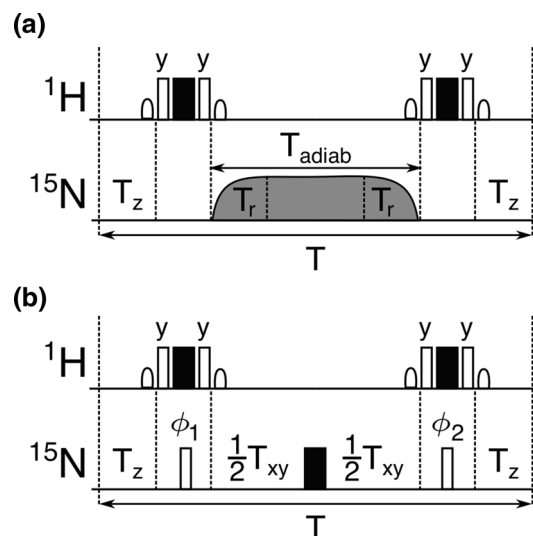 (a)
y y y y
¹H
T_adiab
¹⁵N T_z T_r T_r T_z
T
(b)
y y y y
¹H
ϕ₁ ϕ₂
¹⁵N T_z ½T_xy ½T_xy T_z
T